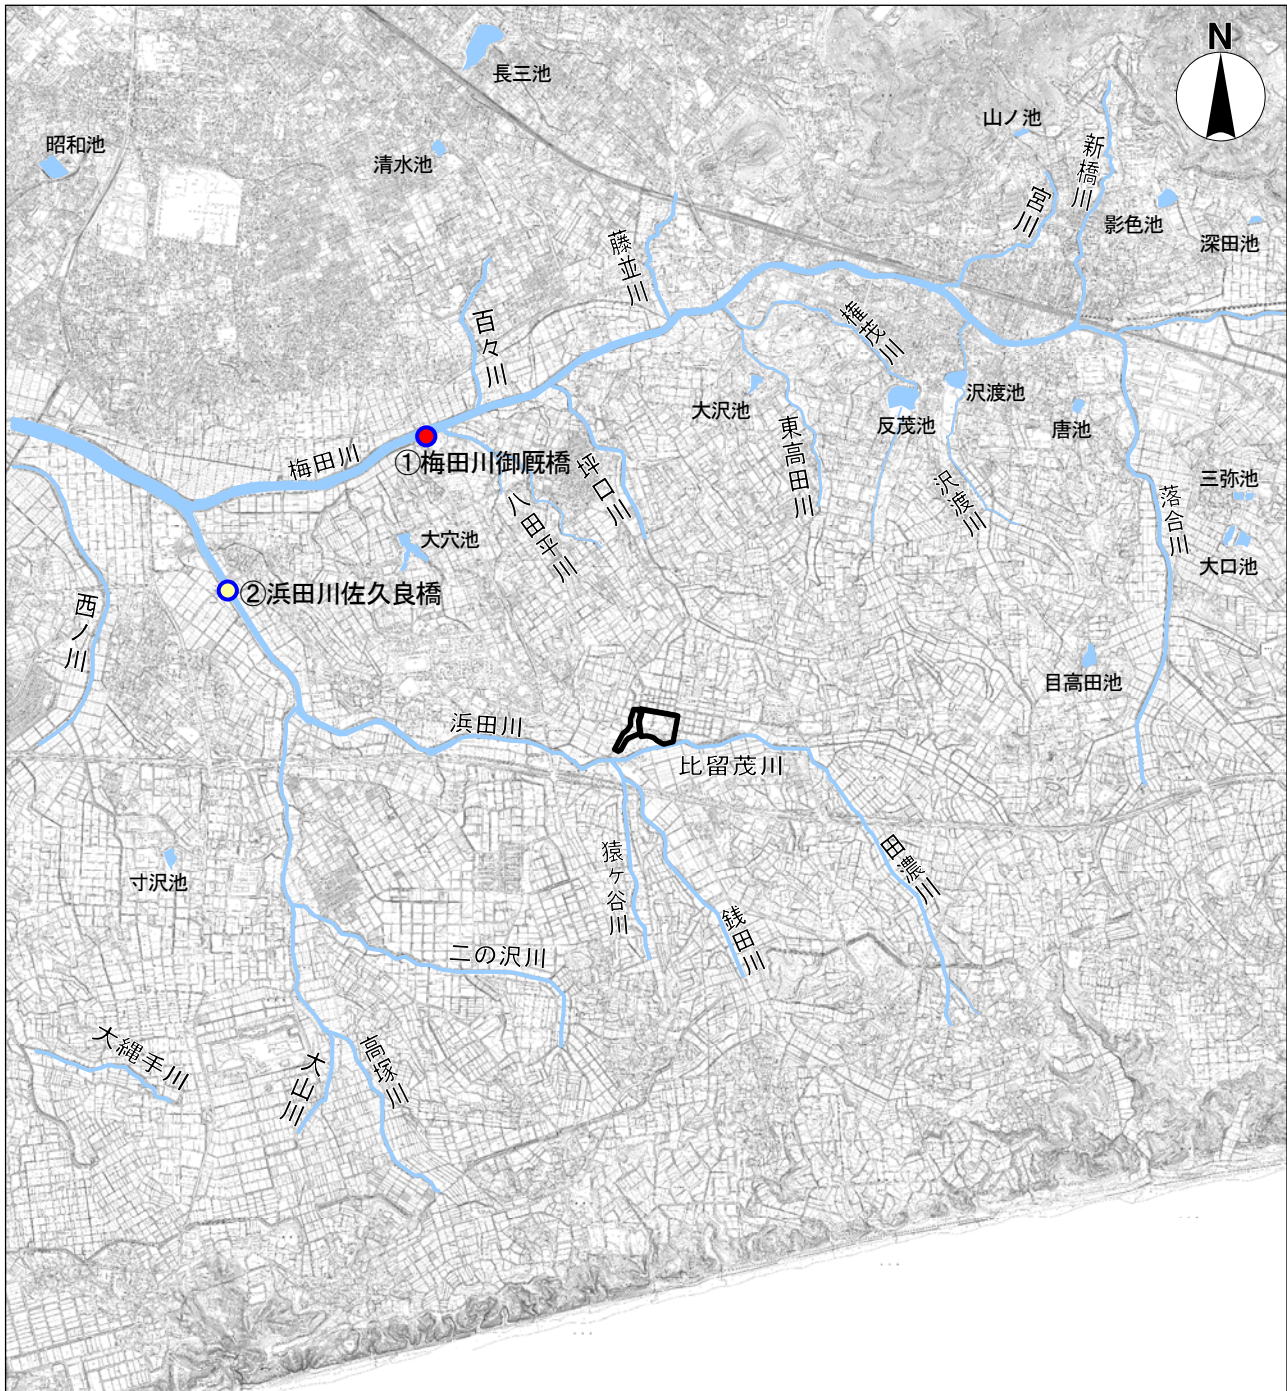 N
長三池
昭和池
清水池
山ノ池
新橋川
宮川
影色池
深田池
藤並川
百々川
権茂川
大沢池
東高田川
反茂池
沢渡池
唐池
梅田川
①梅田川御厩橋
坪口川
八田平川
沢渡川
落合川
三弥池
大口池
大穴池
②浜田川佐久良橋
西ノ川
目高田池
浜田川
比留茂川
寸沢池
猿ヶ谷川
銭田川
田濃川
二の沢川
大縄手川
大山川
高塚川